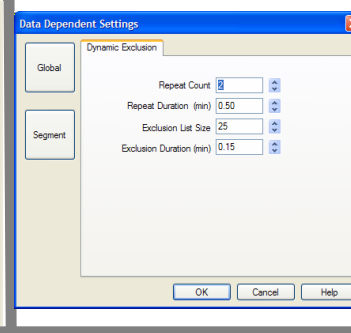 Data Dependent Settings
Global
Segment
Dynamic Exclusion
Repeat Count 2
Repeat Duration (min) 0.50
Exclusion List Size 25
Exclusion Duration (min) 0.15
OK Cancel Help